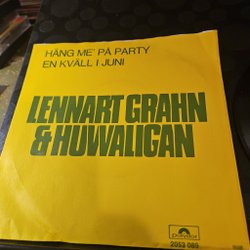 HÄNG ME' PÅ PARTY
EN KVÄLL I JUNI
LENNART GRAHN
& HUWALIGAN
Polydor
2053 089